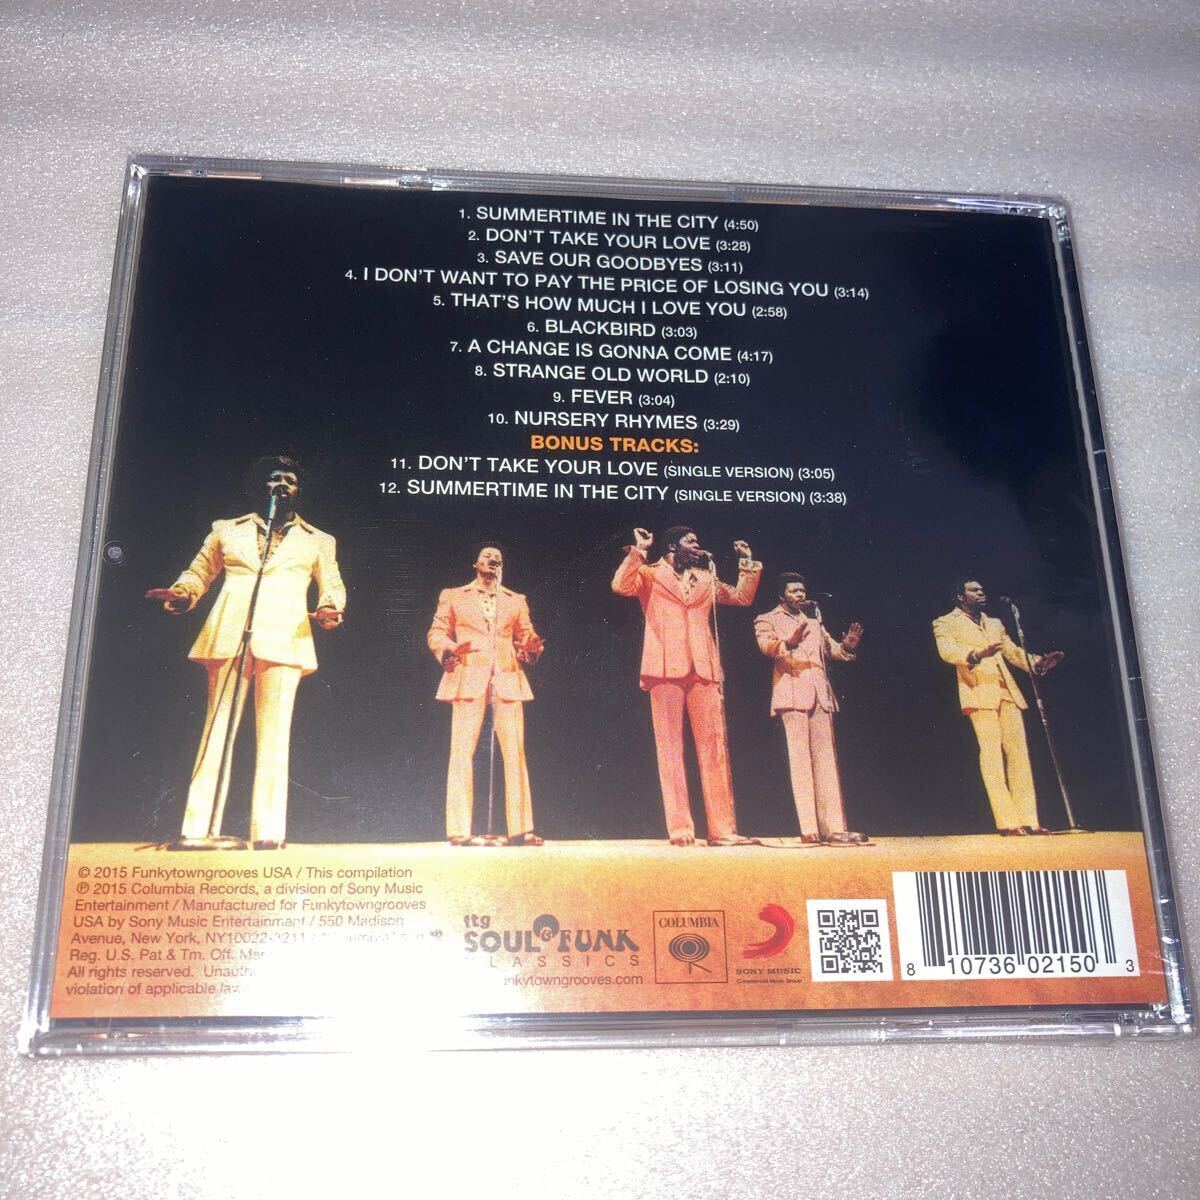 1. SUMMERTIME IN THE CITY (4:50)
2. DON'T TAKE YOUR LOVE (3:28)
3. SAVE OUR GOODBYES (3:11)
4. I DON'T WANT TO PAY THE PRICE OF LOSING YOU (3:14)
5. THAT'S HOW MUCH I LOVE YOU (2:58)
6. BLACKBIRD (3:03)
7. A CHANGE IS GONNA COME (4:17)
8. STRANGE OLD WORLD (2:10)
9. FEVER (3:04)
10. NURSERY RHYMES (3:29)
BONUS TRACKS:
11. DON'T TAKE YOUR LOVE (SINGLE VERSION) (3:05)
12. SUMMERTIME IN THE CITY (SINGLE VERSION) (3:38)
© 2015 Funkytowngrooves USA / This compilation
℗ 2015 Columbia Records, a division of Sony Music
Entertainment / Manufactured for Funkytowngrooves
USA by Sony Music Entertainment / 550 Madison
Avenue, New York, NY10022-3211 /
Reg. U.S. Pat & Tm. Off.
All rights reserved.
violation of applicable
ftg
SOUL & FUNK
CLASSICS
nkytowngrooves.com
COLUMBIA
SONY MUSIC
Commercial Music Group
8 10736 02150 3